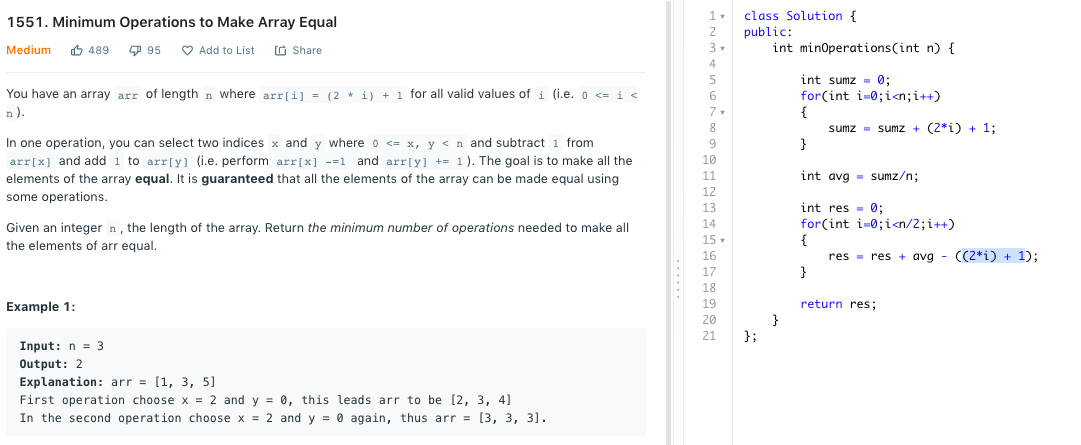 1551. Minimum Operations to Make Array Equal
Medium 489 95 Add to List Share
You have an array arr of length n where arr[i] = (2 * i) + 1 for all valid values of i (i.e. 0 <= i <
n ).
In one operation, you can select two indices x and y where 0 <= x, y < n and subtract 1 from
arr[x] and add 1 to arr[y] (i.e. perform arr[x] -=1 and arr[y] += 1 ). The goal is to make all the
elements of the array equal. It is guaranteed that all the elements of the array can be made equal using
some operations.
Given an integer n , the length of the array. Return the minimum number of operations needed to make all
the elements of arr equal.
Example 1:
Input: n = 3
Output: 2
Explanation: arr = [1, 3, 5]
First operation choose x = 2 and y = 0, this leads arr to be [2, 3, 4]
In the second operation choose x = 2 and y = 0 again, thus arr = [3, 3, 3].
1 class Solution {
2 public:
3 int minOperations(int n) {
4
5 int sumz = 0;
6 for(int i=0;i<n;i++)
7 {
8 sumz = sumz + (2*i) + 1;
9 }
10
11 int avg = sumz/n;
12
13 int res = 0;
14 for(int i=0;i<n/2;i++)
15 {
16 res = res + avg - ((2*i) + 1);
17 }
18
19 return res;
20 }
21 };